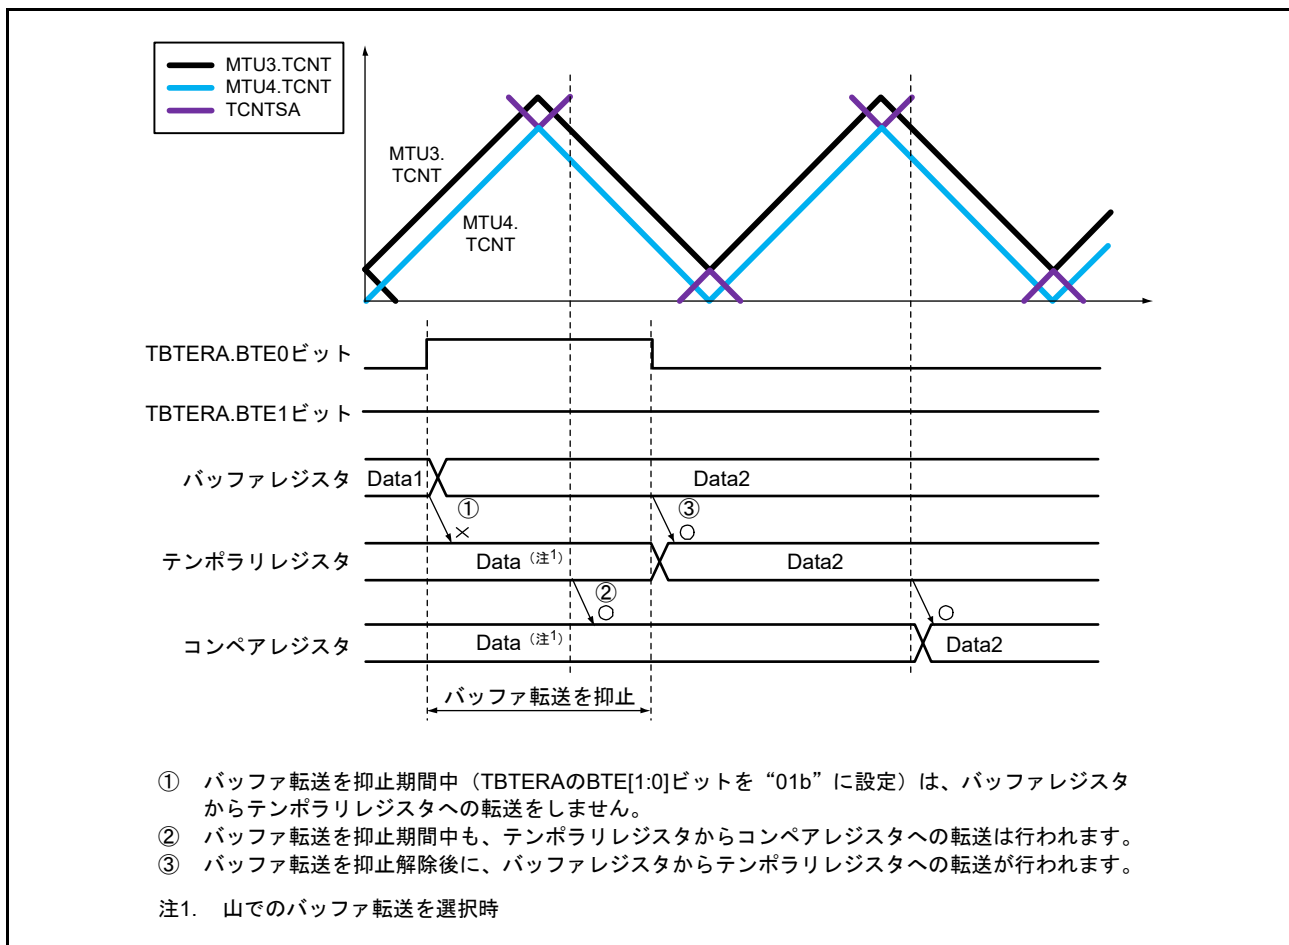 MTU3.TCNT
MTU4.TCNT
TCNTSA
MTU3.
TCNT
MTU4.
TCNT
TBTERA.BTE0ビット
TBTERA.BTE1ビット
バッファレジスタ Data1 Data2
① ③
× ○
テンポラリレジスタ Data（注1） Data2
②
○ ○
コンペアレジスタ Data（注1） Data2
バッファ転送を抑止
① バッファ転送を抑止期間中（TBTERAのBTE[1:0]ビットを“01b”に設定）は、バッファレジスタ
からテンポラリレジスタへの転送をしません。
② バッファ転送を抑止期間中も、テンポラリレジスタからコンペアレジスタへの転送は行われます。
③ バッファ転送を抑止解除後に、バッファレジスタからテンポラリレジスタへの転送が行われます。
注1. 山でのバッファ転送を選択時